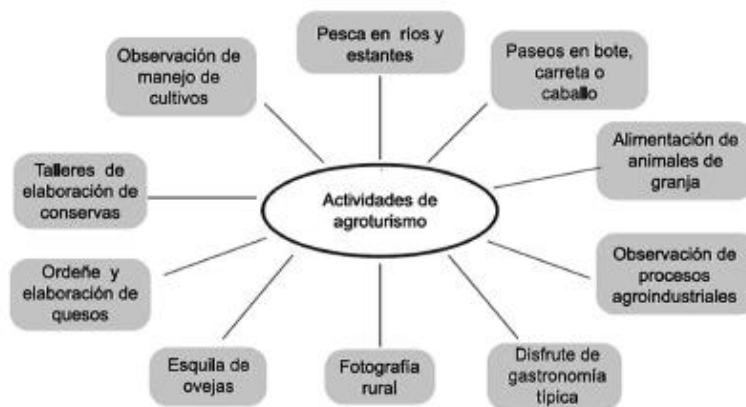 Pesca en ríos y
estantes
Observación de
manejo de
cultivos
Paseos en bote,
carreta o
caballo
Alimentación de
animales de
granja
Talleres de
elaboración de
conservas
Actividades de
agroturismo
Observación de
procesos
agroindustriales
Ordeñe y
elaboración de
quesos
Esquila de
ovejas
Fotografía
rural
Disfrute de
gastronomía
típica